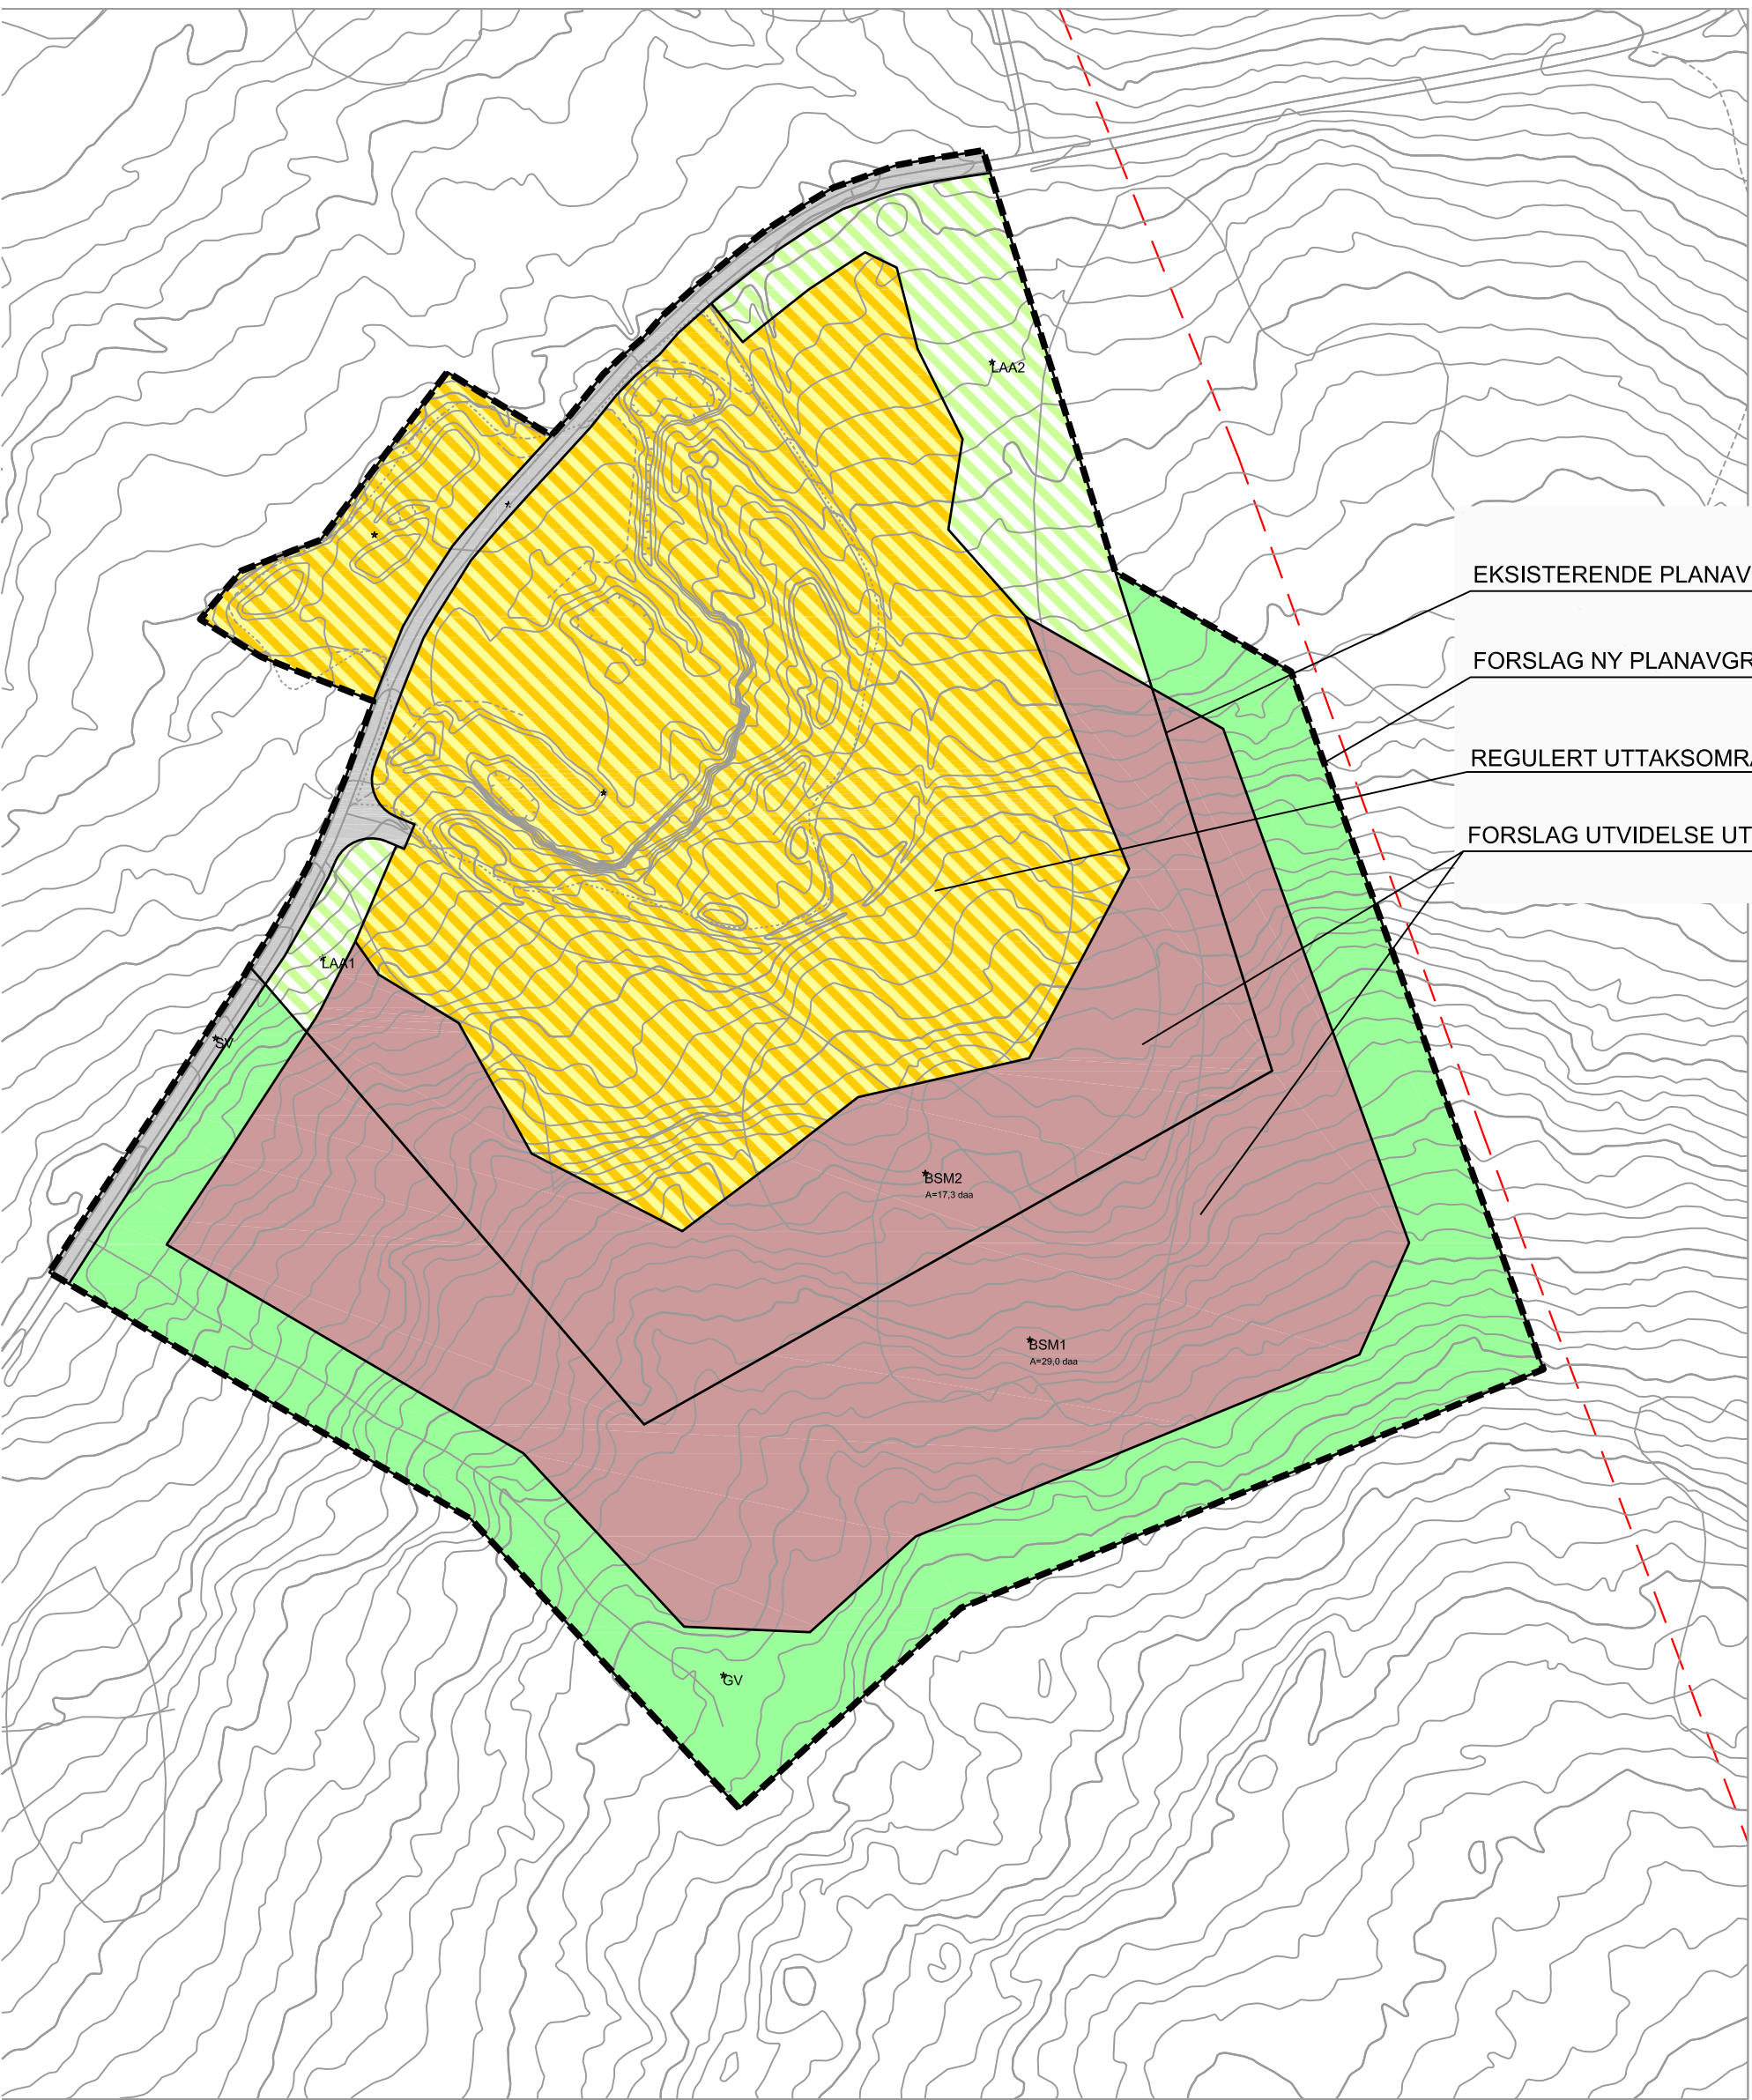 LAA2
EKSISTERENDE PLANAV
FORSLAG NY PLANAVGR
REGULERT UTTAKSOMRÅ
FORSLAG UTVIDELSE UT
LAA1
SV
BSM2
A=17,3 daa
BSM1
A=29,0 daa
GV